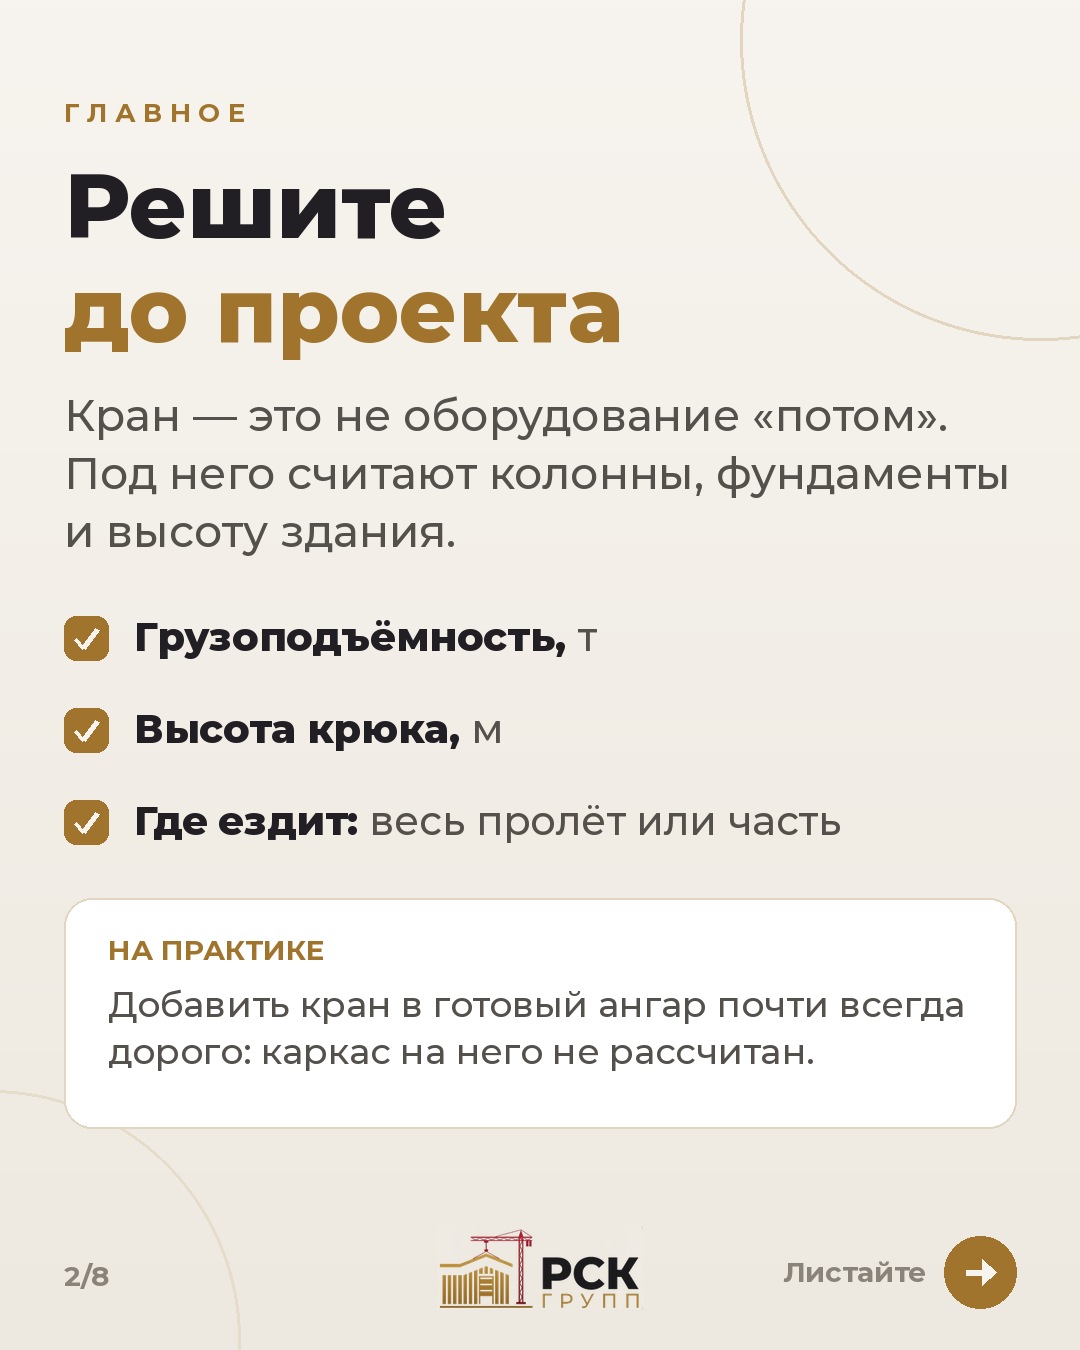 ГЛАВНОЕ
Решите
до проекта
Кран — это не оборудование «потом».
Под него считают колонны, фундаменты
и высоту здания.
Грузоподъёмность, т
Высота крюка, м
Где ездит: весь пролёт или часть
НА ПРАКТИКЕ
Добавить кран в готовый ангар почти всегда
дорого: каркас на него не рассчитан.
2/8
РСК
ГРУПП
Листайте